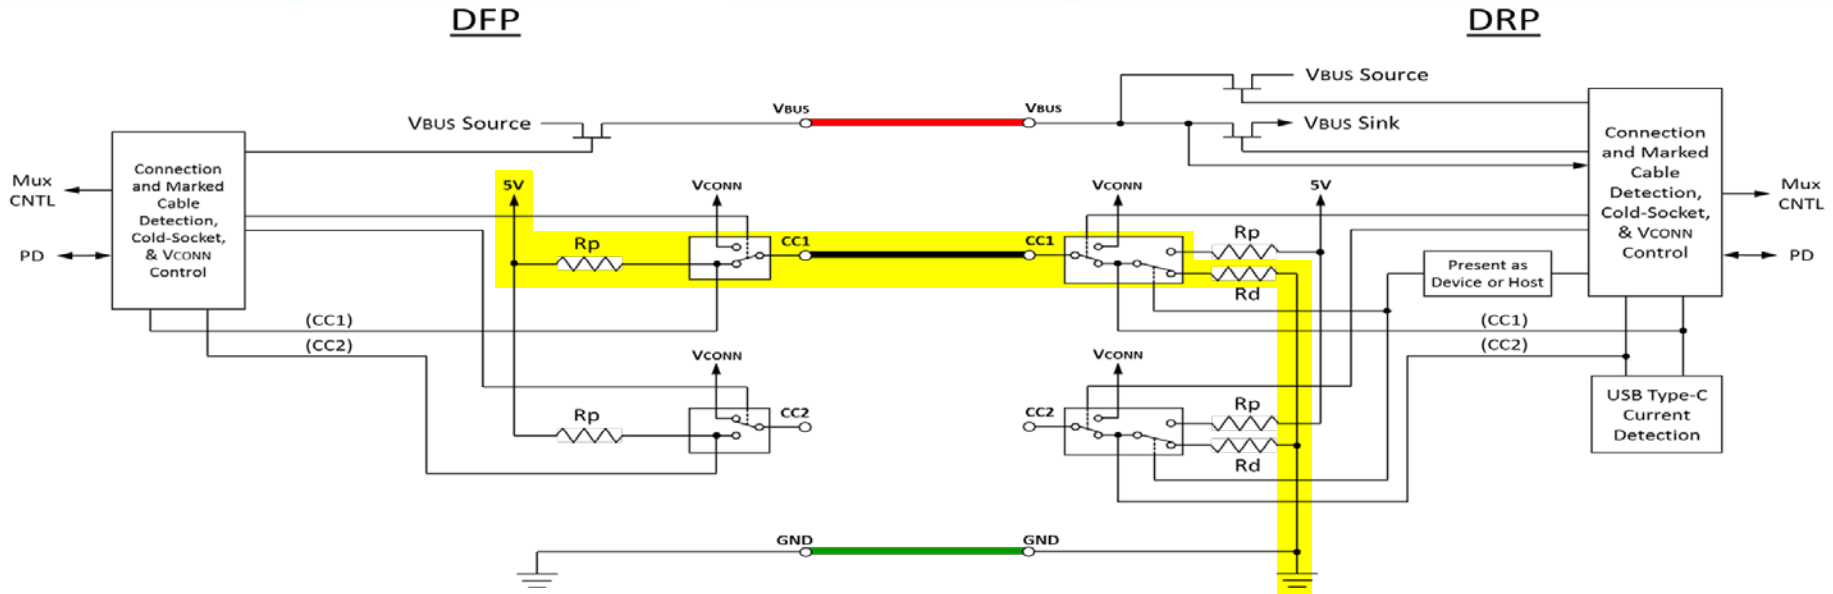 DFP
DRP
VBUS Source
VBUS
VBUS
VBUS Source
VBUS Sink
Mux
CNTL
PD
Connection
and Marked
Cable
Detection,
Cold-Socket,
& VCONN
Control
5V
VCONN
Rp
CC1
CC1
VCONN
5V
Rp
Rd
Present as
Device or Host
Connection
and Marked
Cable
Detection,
Cold-Socket,
& VCONN
Control
Mux
CNTL
PD
(CC1)
(CC2)
(CC1)
(CC2)
VCONN
Rp
CC2
CC2
VCONN
Rp
Rd
USB Type-C
Current
Detection
GND
GND